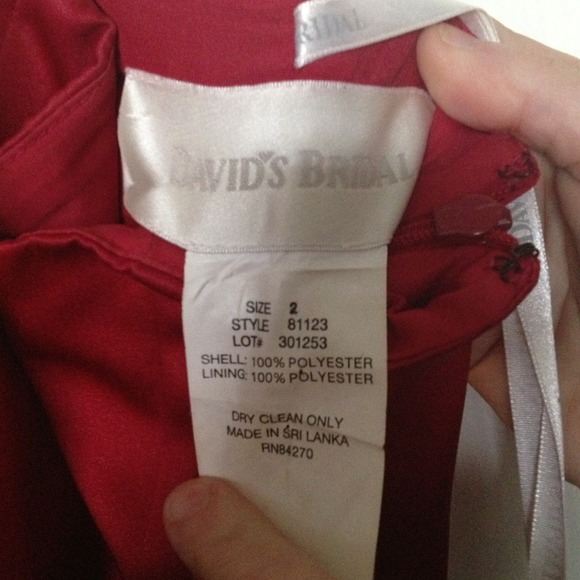 RIDAL
DAVID'S BRIDAL
SIZE 2
STYLE 81123
LOT# 301253
SHELL: 100% POLYESTER
LINING: 100% POLYESTER
DRY CLEAN ONLY
MADE IN SRI LANKA
RN84270